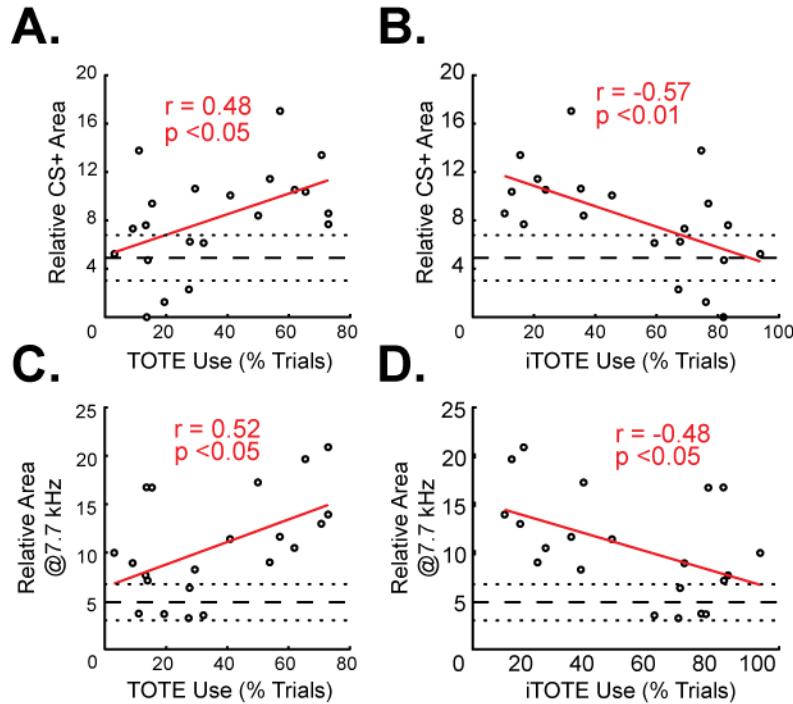 A.
Relative CS+ Area
20
16
12
8
4
0
r = 0.48
p <0.05
0 20 40 60 80
TOTE Use (% Trials)
B.
Relative CS+ Area
20
16
12
8
4
0
r = -0.57
p <0.01
20 40 60 80 100
iTOTE Use (% Trials)
C.
Relative Area
@7.7 kHz
25
20
15
10
5
0
r = 0.52
p <0.05
0 20 40 60 80
TOTE Use (% Trials)
D.
Relative Area
@7.7 kHz
25
20
15
10
5
0
r = -0.48
p <0.05
0 20 40 60 80 100
iTOTE Use (% Trials)